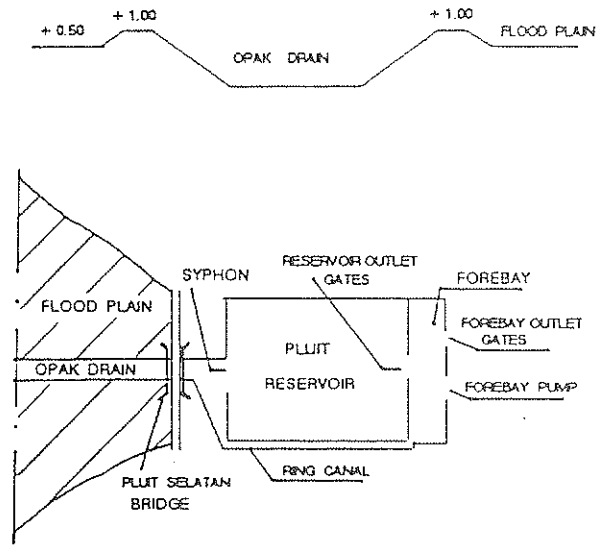 + 1.00
+ 1.00
+ 0.50
FLOOD PLAIN
OPAK DRAIN
SYPHON
RESERVOIR OUTLET
GATES
FOREBAY
FLOOD PLAIN
FOREBAY OUTLET
GATES
PLUIT
RESERVOIR
OPAK DRAIN
FOREBAY PUMP
RING CANAL
PLUIT SELATAN
BRIDGE